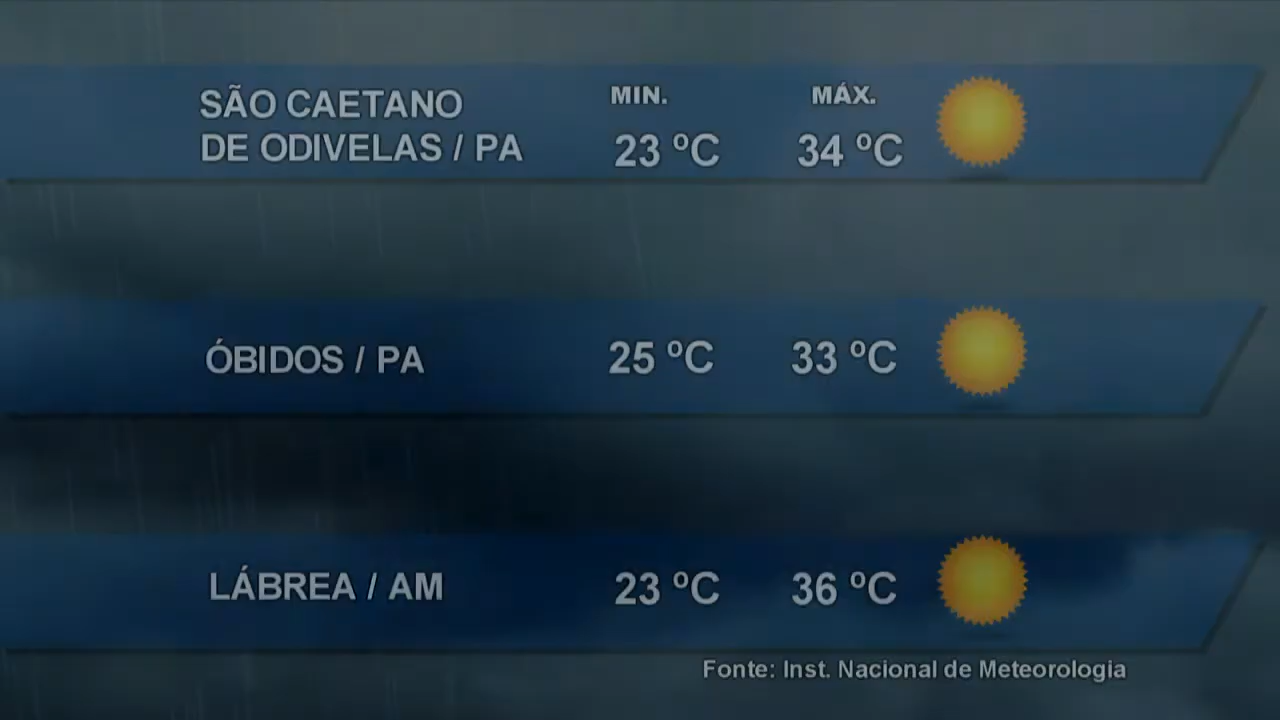 SÃO CAETANO
DE ODIVELAS / PA
MIN. MÁX.
23 ºC 34 ºC
ÓBIDOS / PA 25 ºC 33 ºC
LÁBREA / AM 23 ºC 36 ºC
Fonte: Inst. Nacional de Meteorologia